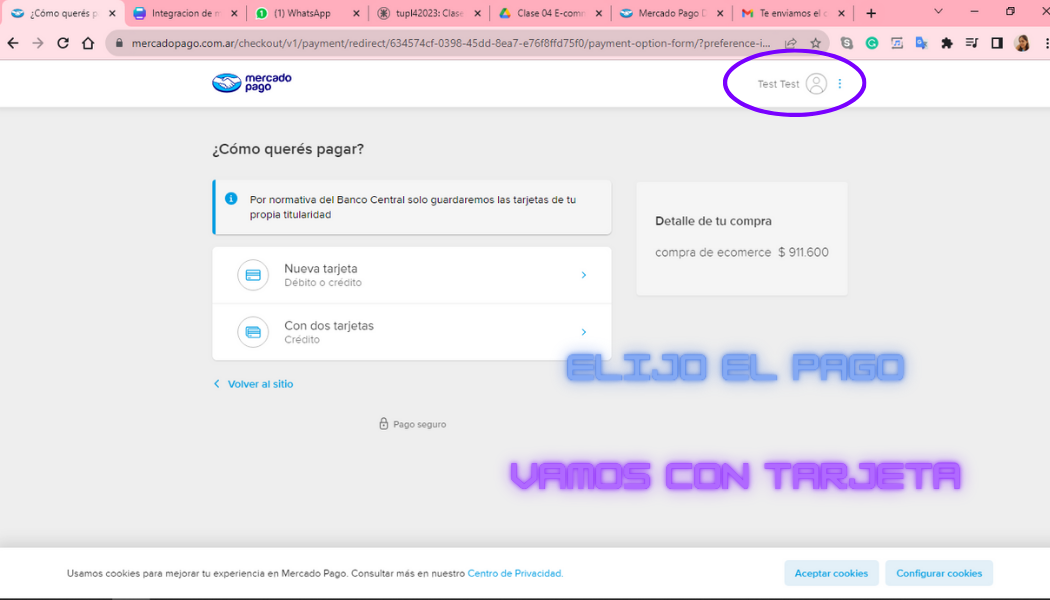 ¿Cómo querés p
Integracion de m
(1) WhatsApp
tupl42023: Clase
Clase 04 E-comm
Mercado Pago D
Te enviamos el c
mercadopago.com.ar/checkout/v1/payment/redirect/634574cf-0398-45dd-8ea7-e76f8ffd75f0/payment-option-form/?preference-i...
mercado
pago
Test Test
¿Cómo querés pagar?
Por normativa del Banco Central solo guardaremos las tarjetas de tu
propia titularidad
Detalle de tu compra
compra de ecomerce $ 911.600
Nueva tarjeta
Débito o crédito
Con dos tarjetas
Crédito
ELIJO EL PAGO
Volver al sitio
Pago seguro
VAMOS CON TARJETA
Usamos cookies para mejorar tu experiencia en Mercado Pago. Consultar más en nuestro Centro de Privacidad.
Aceptar cookies
Configurar cookies